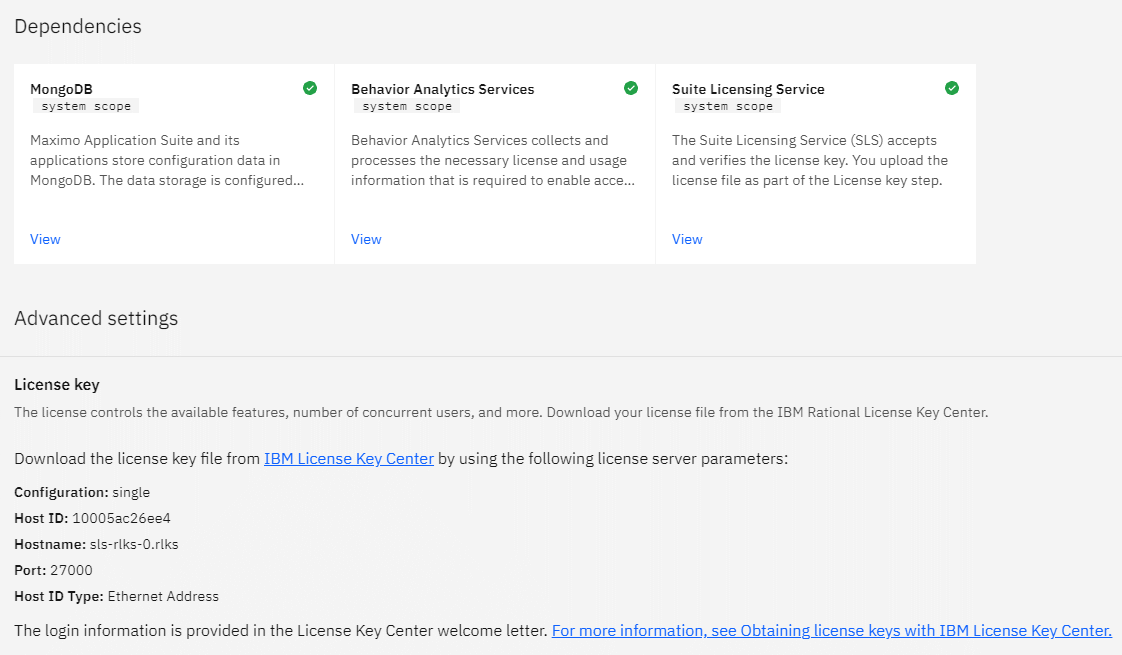 Dependencies
MongoDB
system scope
Maximo Application Suite and its
applications store configuration data in
MongoDB. The data storage is configured...
View
Behavior Analytics Services
system scope
Behavior Analytics Services collects and
processes the necessary license and usage
information that is required to enable acce...
View
Suite Licensing Service
system scope
The Suite Licensing Service (SLS) accepts
and verifies the license key. You upload the
license file as part of the License key step.
View
Advanced settings
License key
The license controls the available features, number of concurrent users, and more. Download your license file from the IBM Rational License Key Center.
Download the license key file from IBM License Key Center by using the following license server parameters:
Configuration: single
Host ID: 10005ac26ee4
Hostname: sls-rlks-0.rlks
Port: 27000
Host ID Type: Ethernet Address
The login information is provided in the License Key Center welcome letter. For more information, see Obtaining license keys with IBM License Key Center.